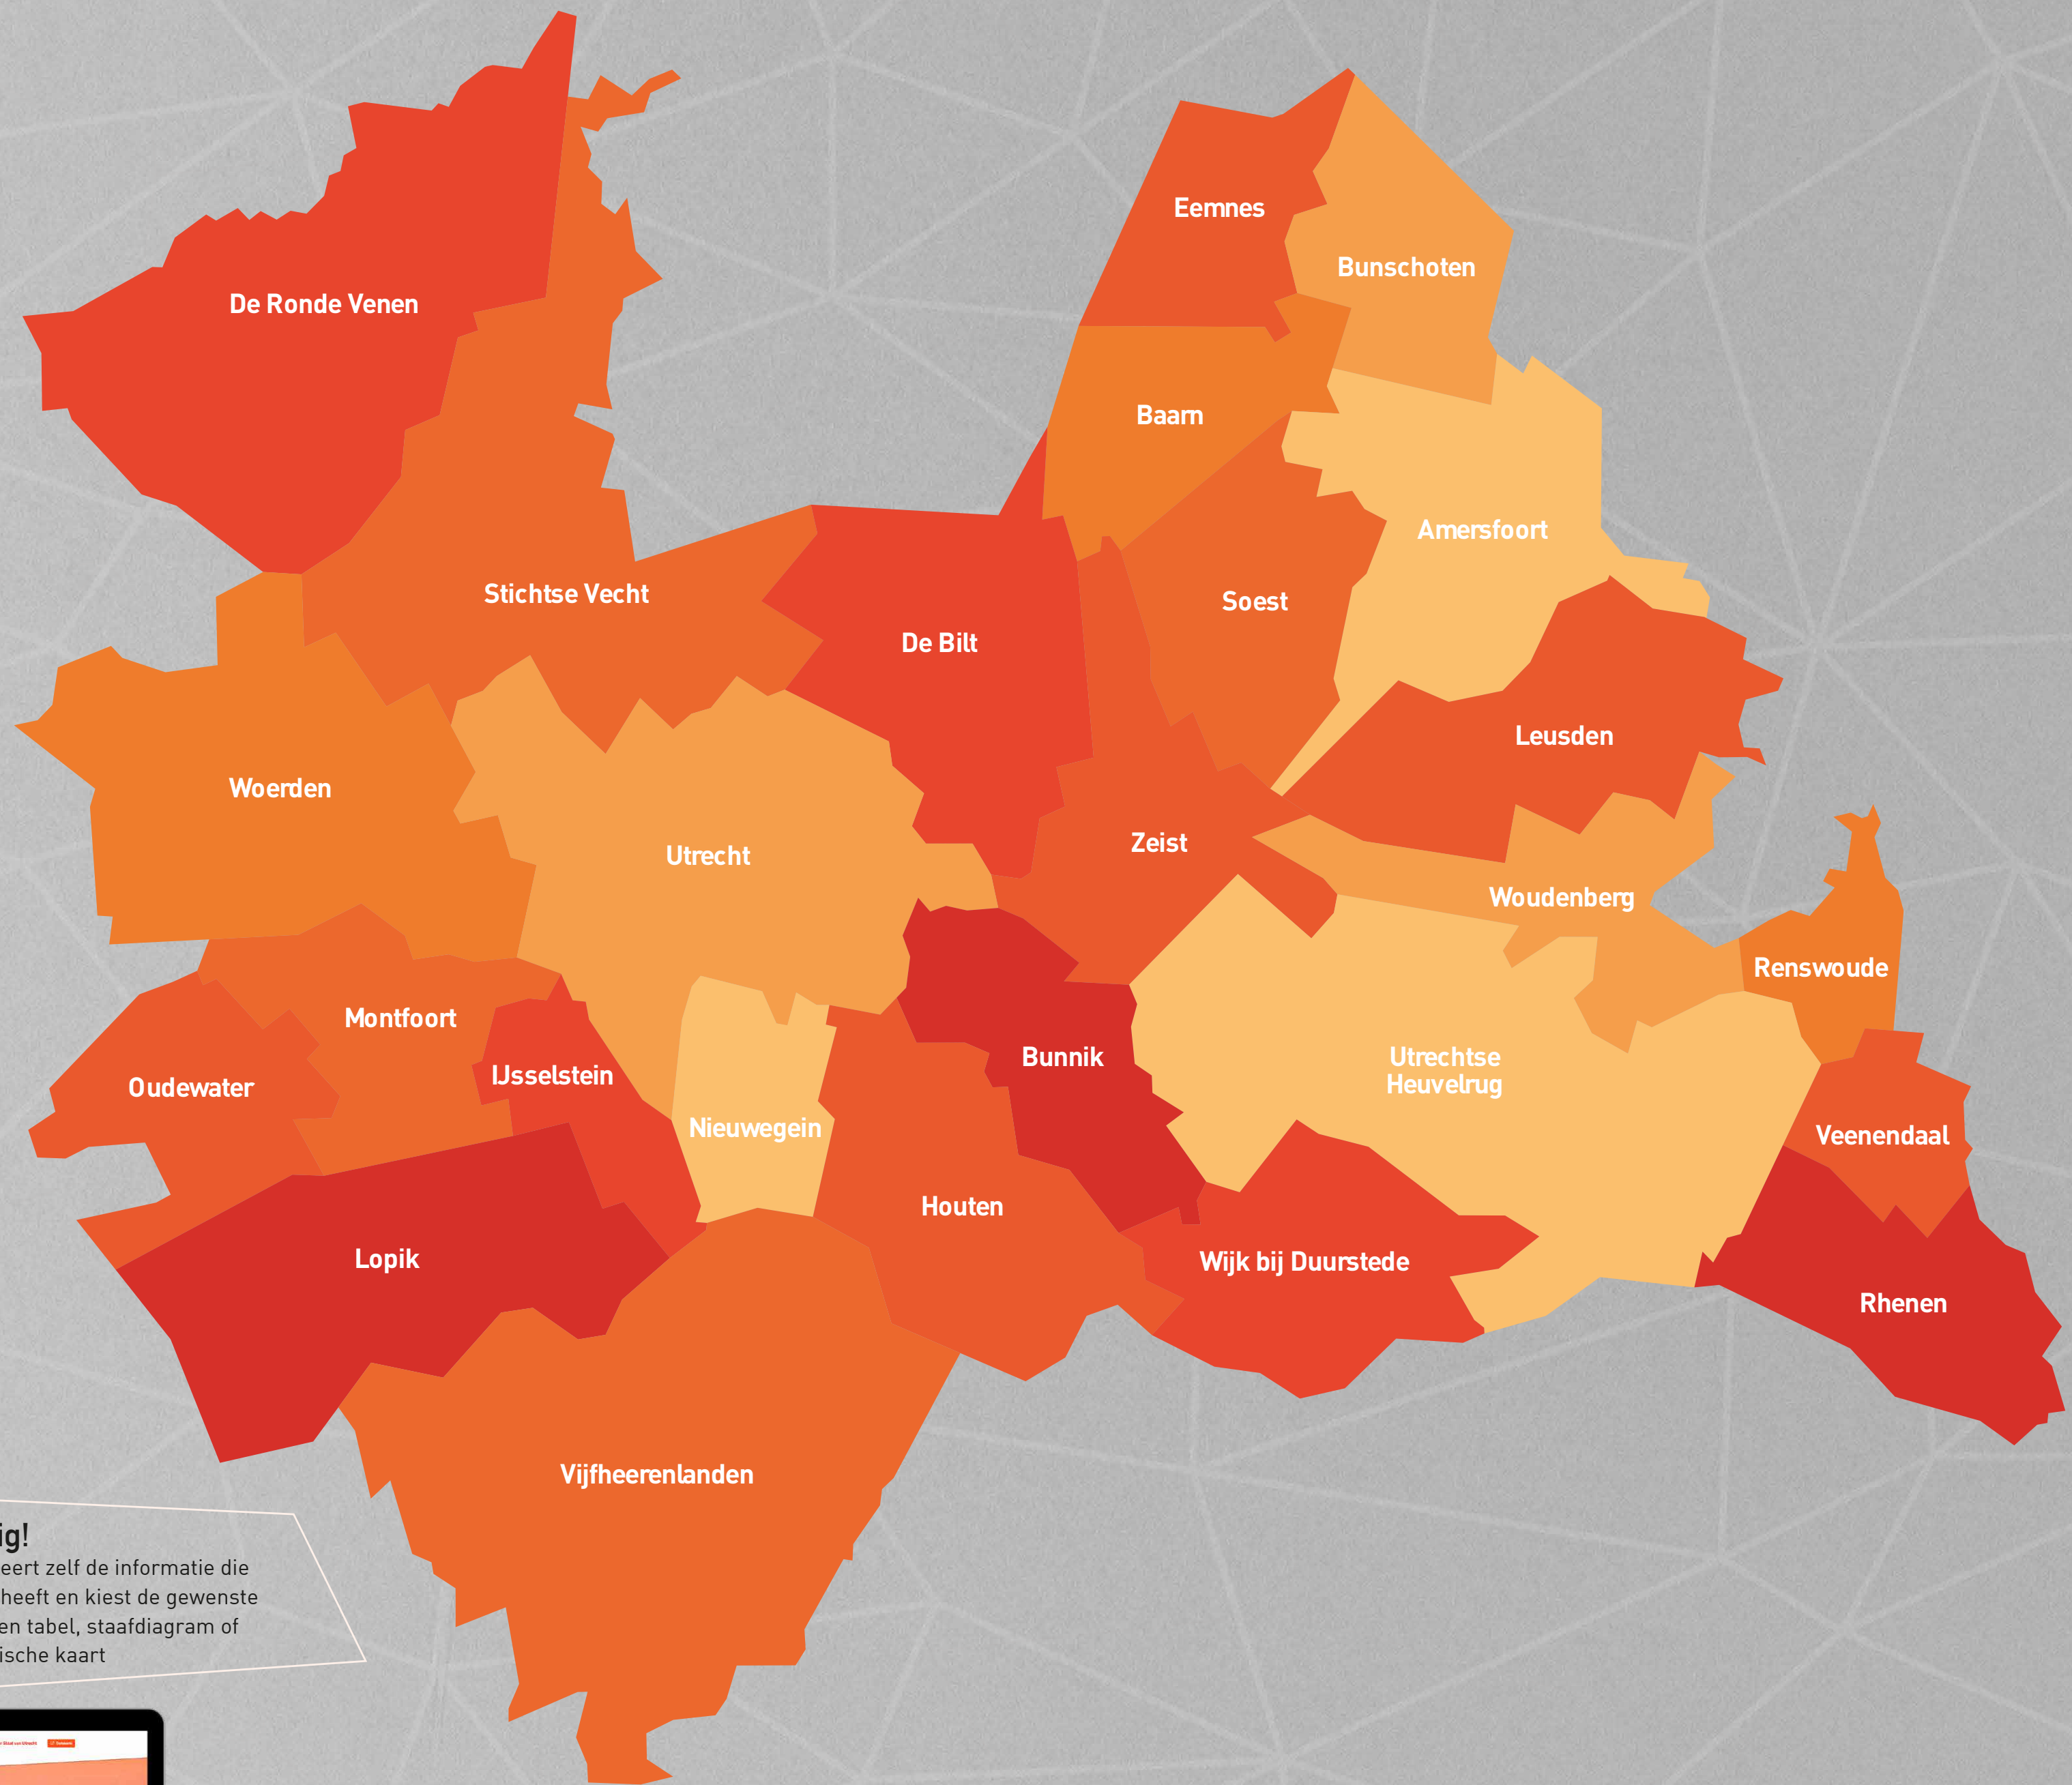 Eemnes
Bunschoten
De Ronde Venen
Baarn
Amersfoort
Stichtse Vecht
Soest
De Bilt
Leusden
Woerden
Zeist
Utrecht
Woudenberg
Renswoude
Montfoort
Bunnik
Utrechtse
Heuvelrug
IJsselstein
Oudewater
Nieuwegein
Veenendaal
Houten
Lopik
Wijk bij Duurstede
Rhenen
Vijfheerenlanden
ig!
eert zelf de informatie die
heeft en kiest de gewenste
en tabel, staafdiagram of
ische kaart